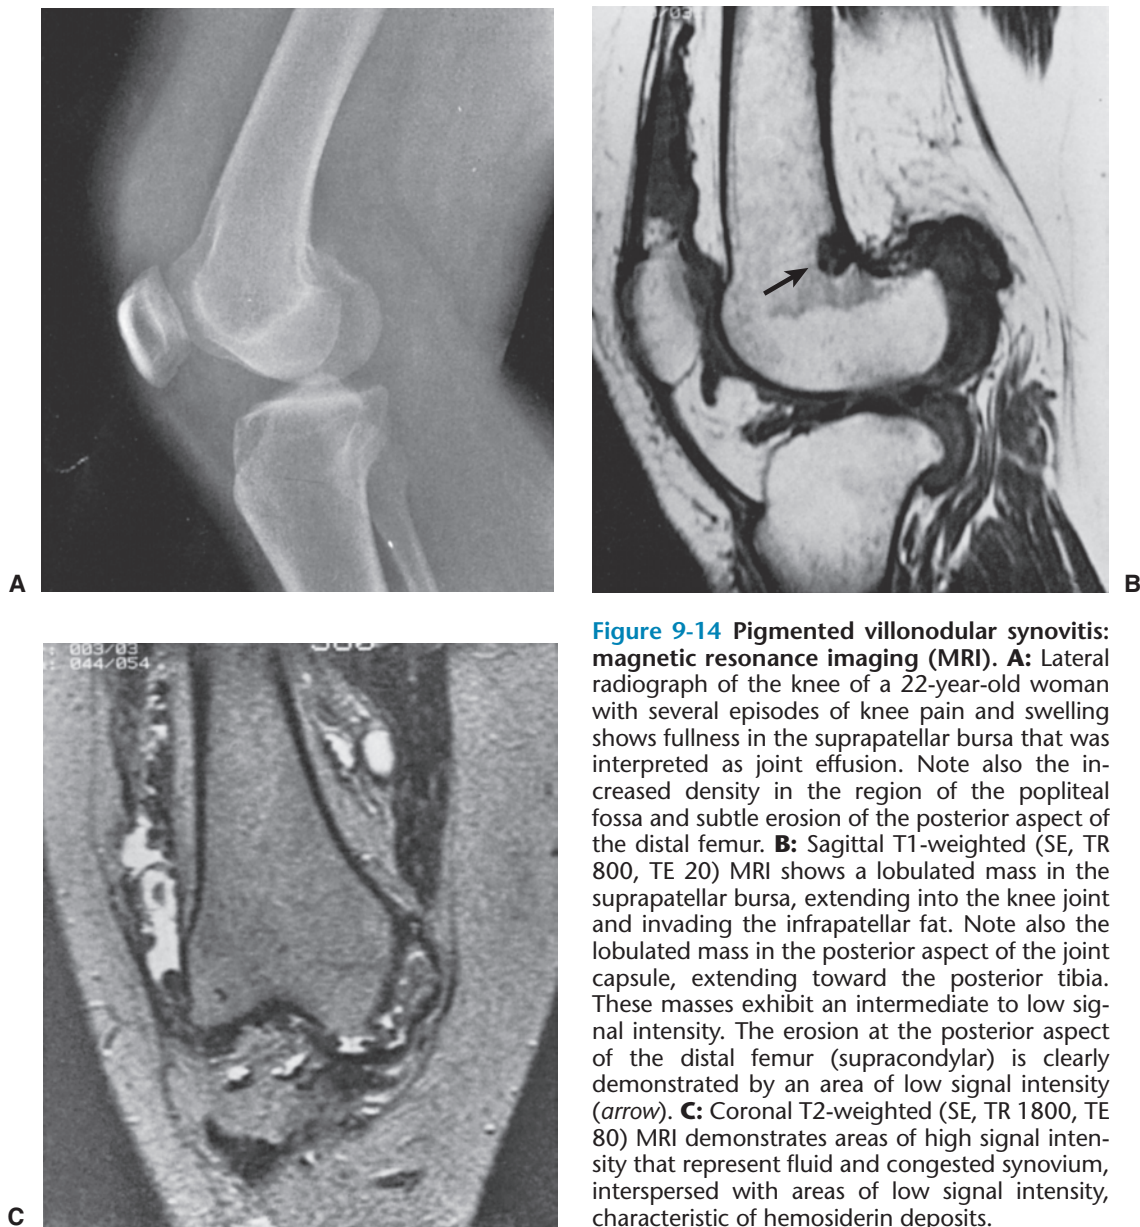 A
B
003/03
044/054
C
Figure 9-14 Pigmented villonodular synovitis:
magnetic resonance imaging (MRI). A: Lateral
radiograph of the knee of a 22-year-old woman
with several episodes of knee pain and swelling
shows fullness in the suprapatellar bursa that was
interpreted as joint effusion. Note also the in-
creased density in the region of the popliteal
fossa and subtle erosion of the posterior aspect of
the distal femur. B: Sagittal T1-weighted (SE, TR
800, TE 20) MRI shows a lobulated mass in the
suprapatellar bursa, extending into the knee joint
and invading the infrapatellar fat. Note also the
lobulated mass in the posterior aspect of the joint
capsule, extending toward the posterior tibia.
These masses exhibit an intermediate to low sig-
nal intensity. The erosion at the posterior aspect
of the distal femur (supracondylar) is clearly
demonstrated by an area of low signal intensity
(arrow). C: Coronal T2-weighted (SE, TR 1800, TE
80) MRI demonstrates areas of high signal inten-
sity that represent fluid and congested synovium,
interspersed with areas of low signal intensity,
characteristic of hemosiderin deposits.